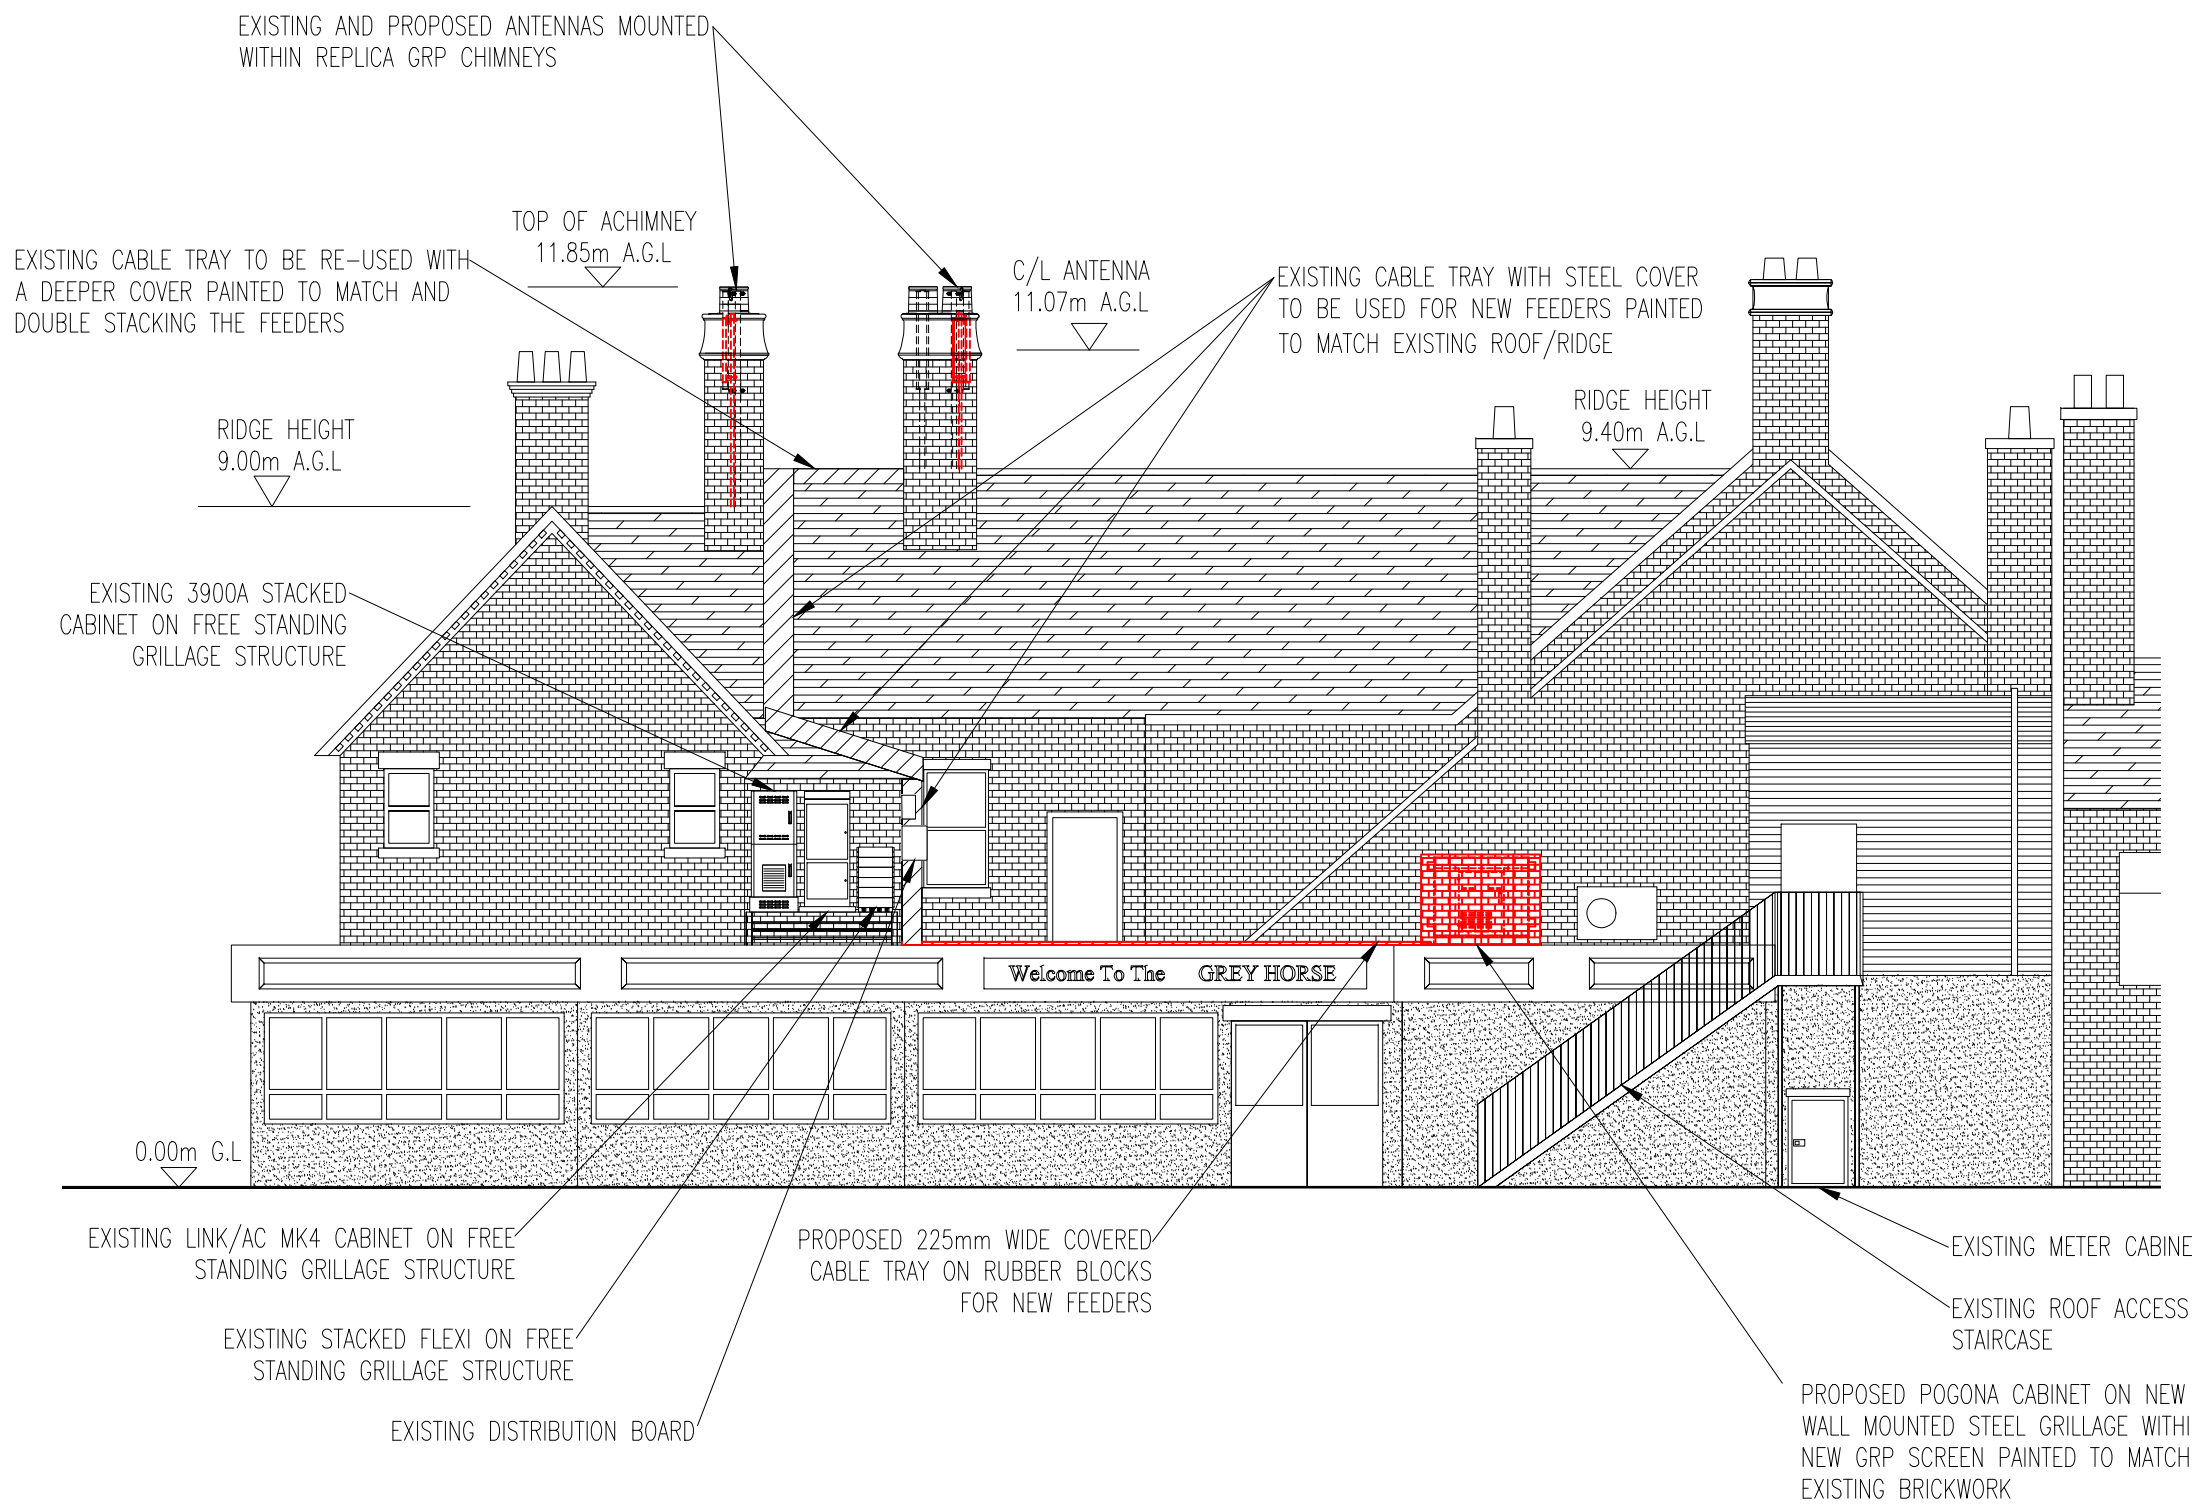 EXISTING AND PROPOSED ANTENNAS MOUNTED
WITHIN REPLICA GRP CHIMNEYS
TOP OF ACHIMNEY
11.85m A.G.L
EXISTING CABLE TRAY TO BE RE-USED WITH
A DEEPER COVER PAINTED TO MATCH AND
DOUBLE STACKING THE FEEDERS
C/L ANTENNA
11.07m A.G.L
EXISTING CABLE TRAY WITH STEEL COVER
TO BE USED FOR NEW FEEDERS PAINTED
TO MATCH EXISTING ROOF/RIDGE
RIDGE HEIGHT
9.00m A.G.L
RIDGE HEIGHT
9.40m A.G.L
EXISTING 3900A STACKED
CABINET ON FREE STANDING
GRILLAGE STRUCTURE
Welcome To The GREY HORSE
0.00m G.L
EXISTING LINK/AC MK4 CABINET ON FREE
STANDING GRILLAGE STRUCTURE
PROPOSED 225mm WIDE COVERED
CABLE TRAY ON RUBBER BLOCKS
FOR NEW FEEDERS
EXISTING METER CABINE
EXISTING STACKED FLEXI ON FREE
STANDING GRILLAGE STRUCTURE
EXISTING ROOF ACCESS
STAIRCASE
EXISTING DISTRIBUTION BOARD
PROPOSED POGONA CABINET ON NEW
WALL MOUNTED STEEL GRILLAGE WITHI
NEW GRP SCREEN PAINTED TO MATCH
EXISTING BRICKWORK